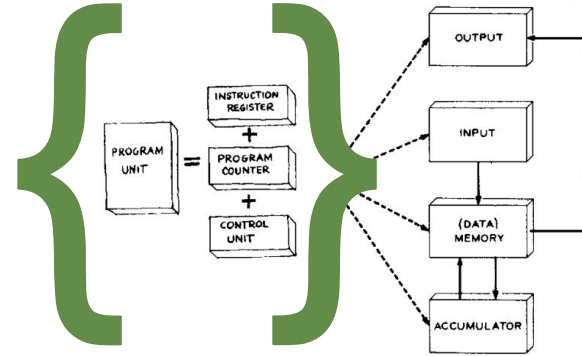 PROGRAM
UNIT
=
INSTRUCTION
REGISTER
+
PROGRAM
COUNTER
+
CONTROL
UNIT
OUTPUT
INPUT
(DATA)
MEMORY
ACCUMULATOR